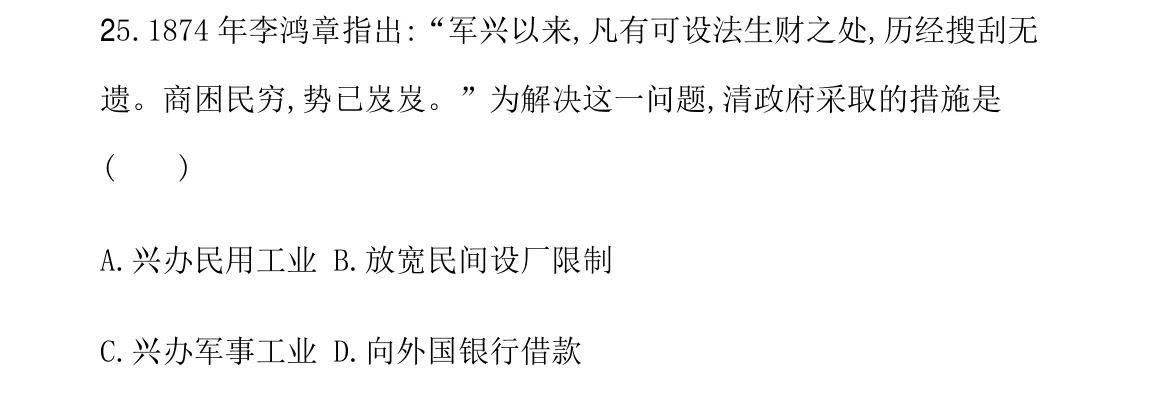 25.1874年李鸿章指出:“军兴以来,凡有可设法生财之处,历经搜刮无
遗。商困民穷,势已岌岌。”为解决这一问题,清政府采取的措施是
(　　)
A.兴办民用工业 B.放宽民间设厂限制
C.兴办军事工业 D.向外国银行借款